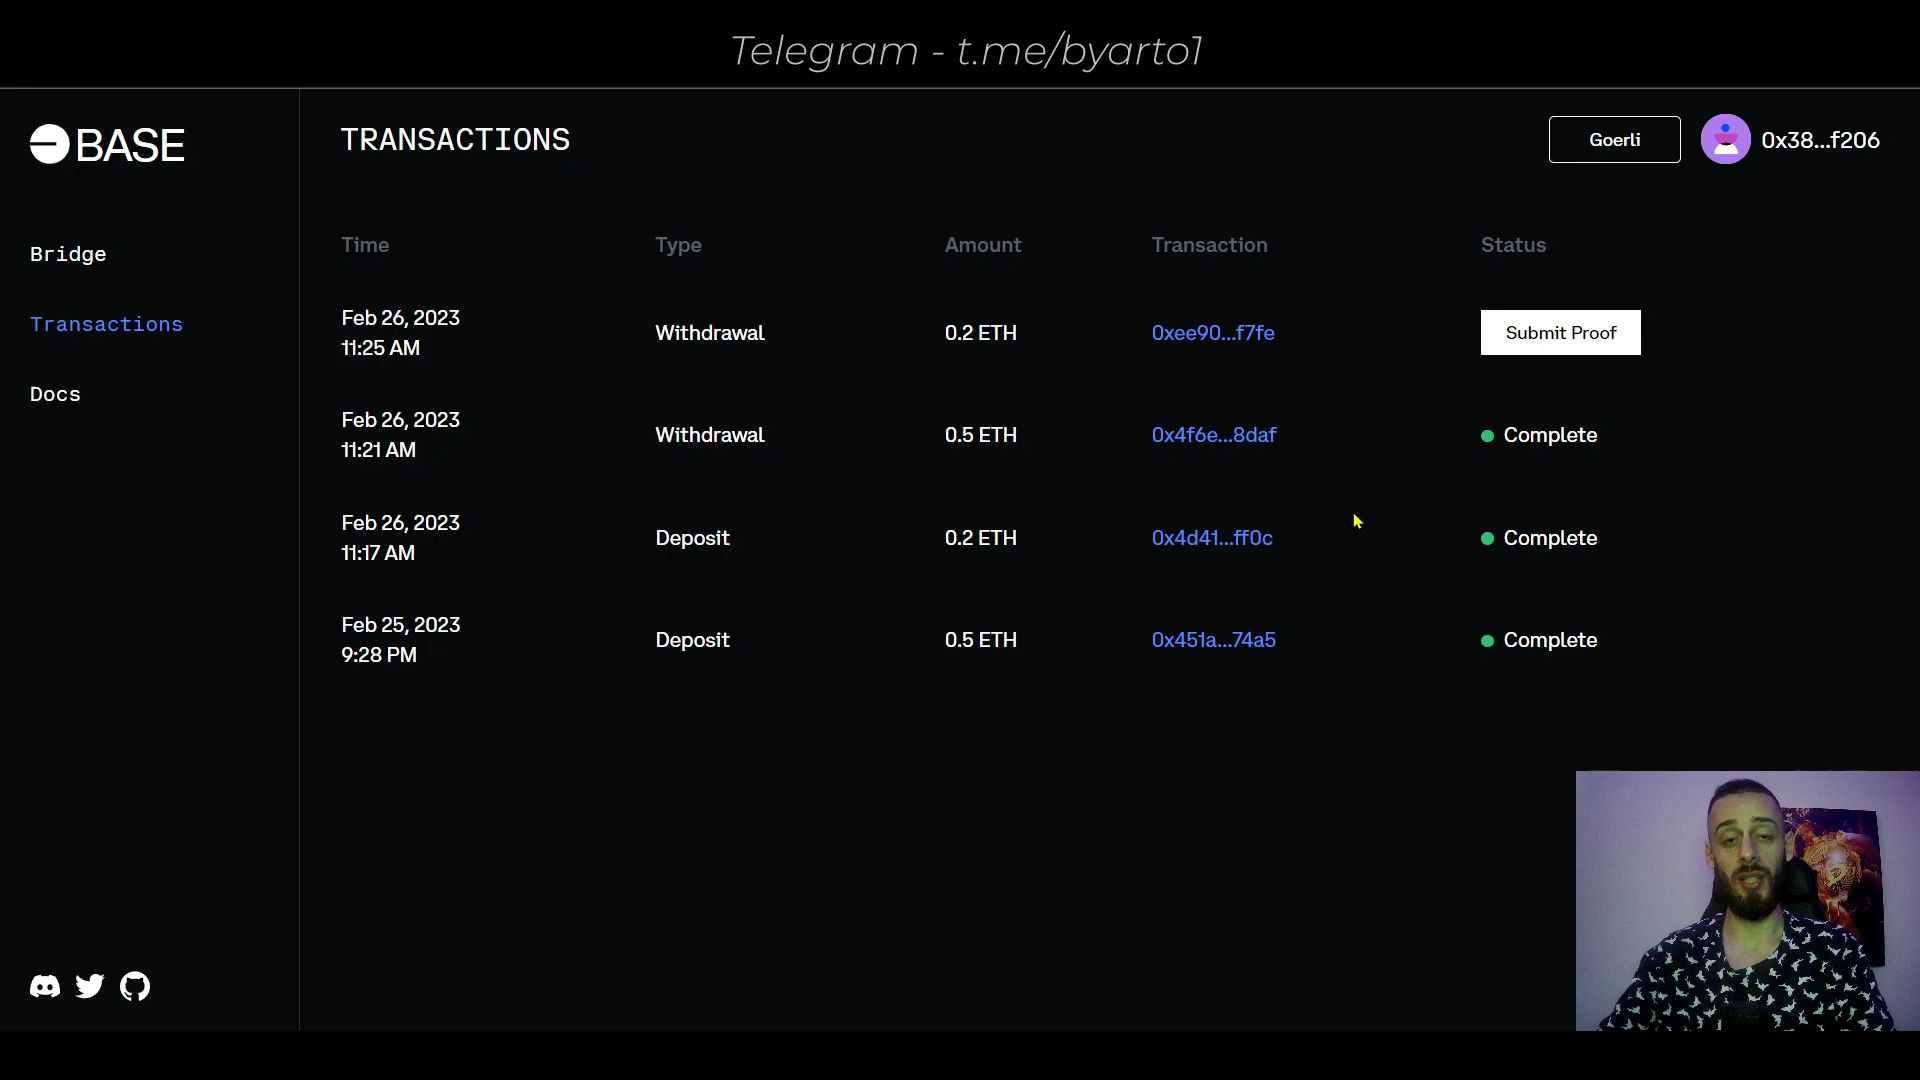 Telegram - t.me/byarto1
BASE
TRANSACTIONS
Goerli
0x38...f206
Bridge
Transactions
Docs
Time Type Amount Transaction Status
Feb 26, 2023
11:25 AM
Withdrawal 0.2 ETH 0xee90...f7fe Submit Proof
Feb 26, 2023
11:21 AM
Withdrawal 0.5 ETH 0x4f6e...8daf Complete
Feb 26, 2023
11:17 AM
Deposit 0.2 ETH 0x4d41...ff0c Complete
Feb 25, 2023
9:28 PM
Deposit 0.5 ETH 0x451a...74a5 Complete